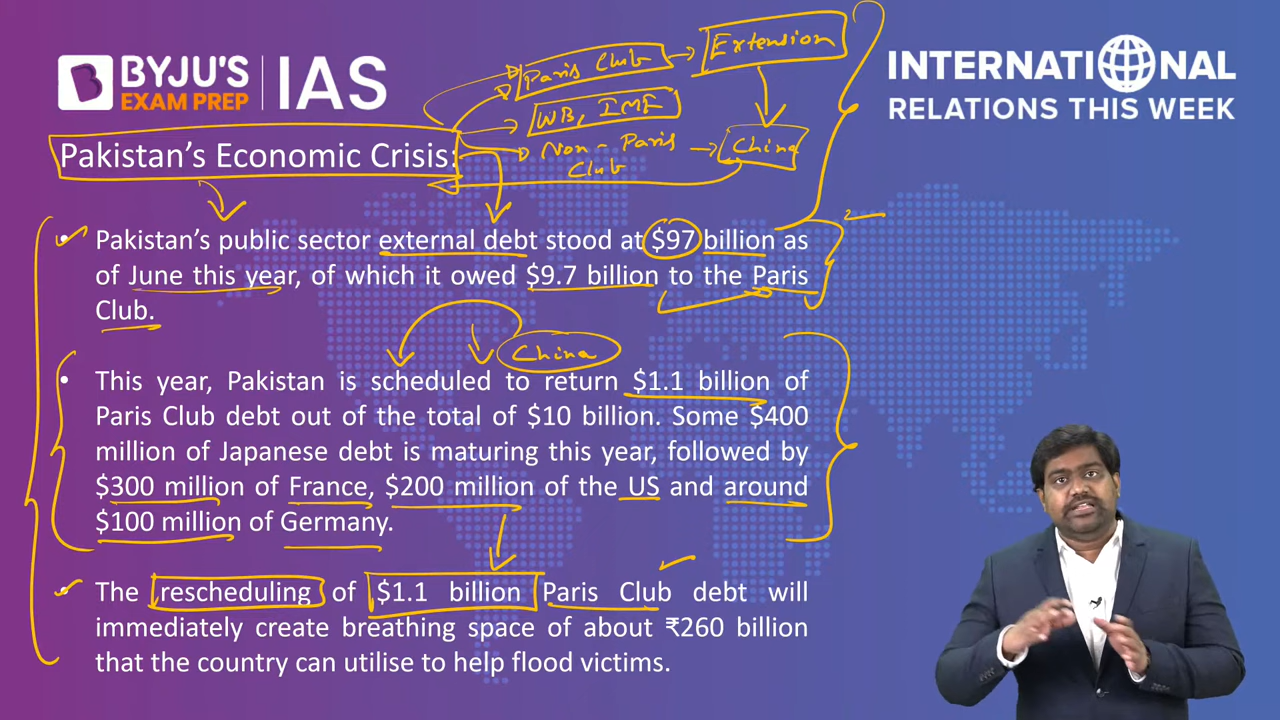 BYJU'S
EXAM PREP
IAS
INTERNATIONAL
RELATIONS THIS WEEK
Paris Club
Extension
WB, IMF
Non-Paris
Club
China
Pakistan's Economic Crisis:
• Pakistan's public sector external debt stood at $97 billion as
of June this year, of which it owed $9.7 billion to the Paris
Club.
China
• This year, Pakistan is scheduled to return $1.1 billion of
Paris Club debt out of the total of $10 billion. Some $400
million of Japanese debt is maturing this year, followed by
$300 million of France, $200 million of the US and around
$100 million of Germany.
• The rescheduling of $1.1 billion Paris Club debt will
immediately create breathing space of about ₹260 billion
that the country can utilise to help flood victims.